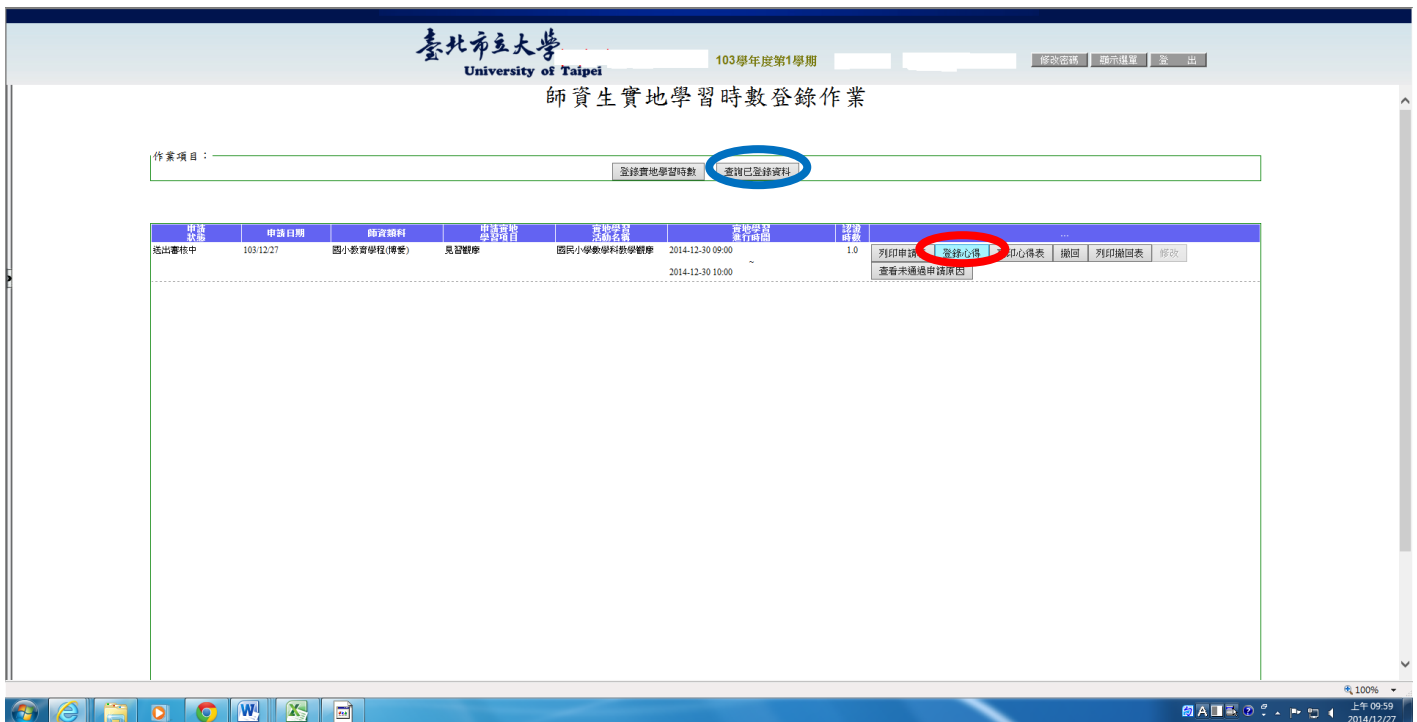 臺北市立大學
University of Taipei
103學年度第1學期
修改密碼 顯示選單 登 出
師資生實地學習時數登錄作業
作業項目：
登錄實地學習時數 查詢已登錄資料
申請狀態 申請日期 師資類科 申請實地學習項目 實地學習活動名稱 實地學習進行時間 認證時數 ...
送出審核中 103/12/27 國小教育學程(博愛) 見習觀摩 國民小學數學科教學觀摩 2014-12-30 09:00 ~ 2014-12-30 10:00 1.0
列印申請 登錄心得 印心得表 撤回 列印撤回表 修改
查看未通過申請原因
100%
上午 09:59
2014/12/27